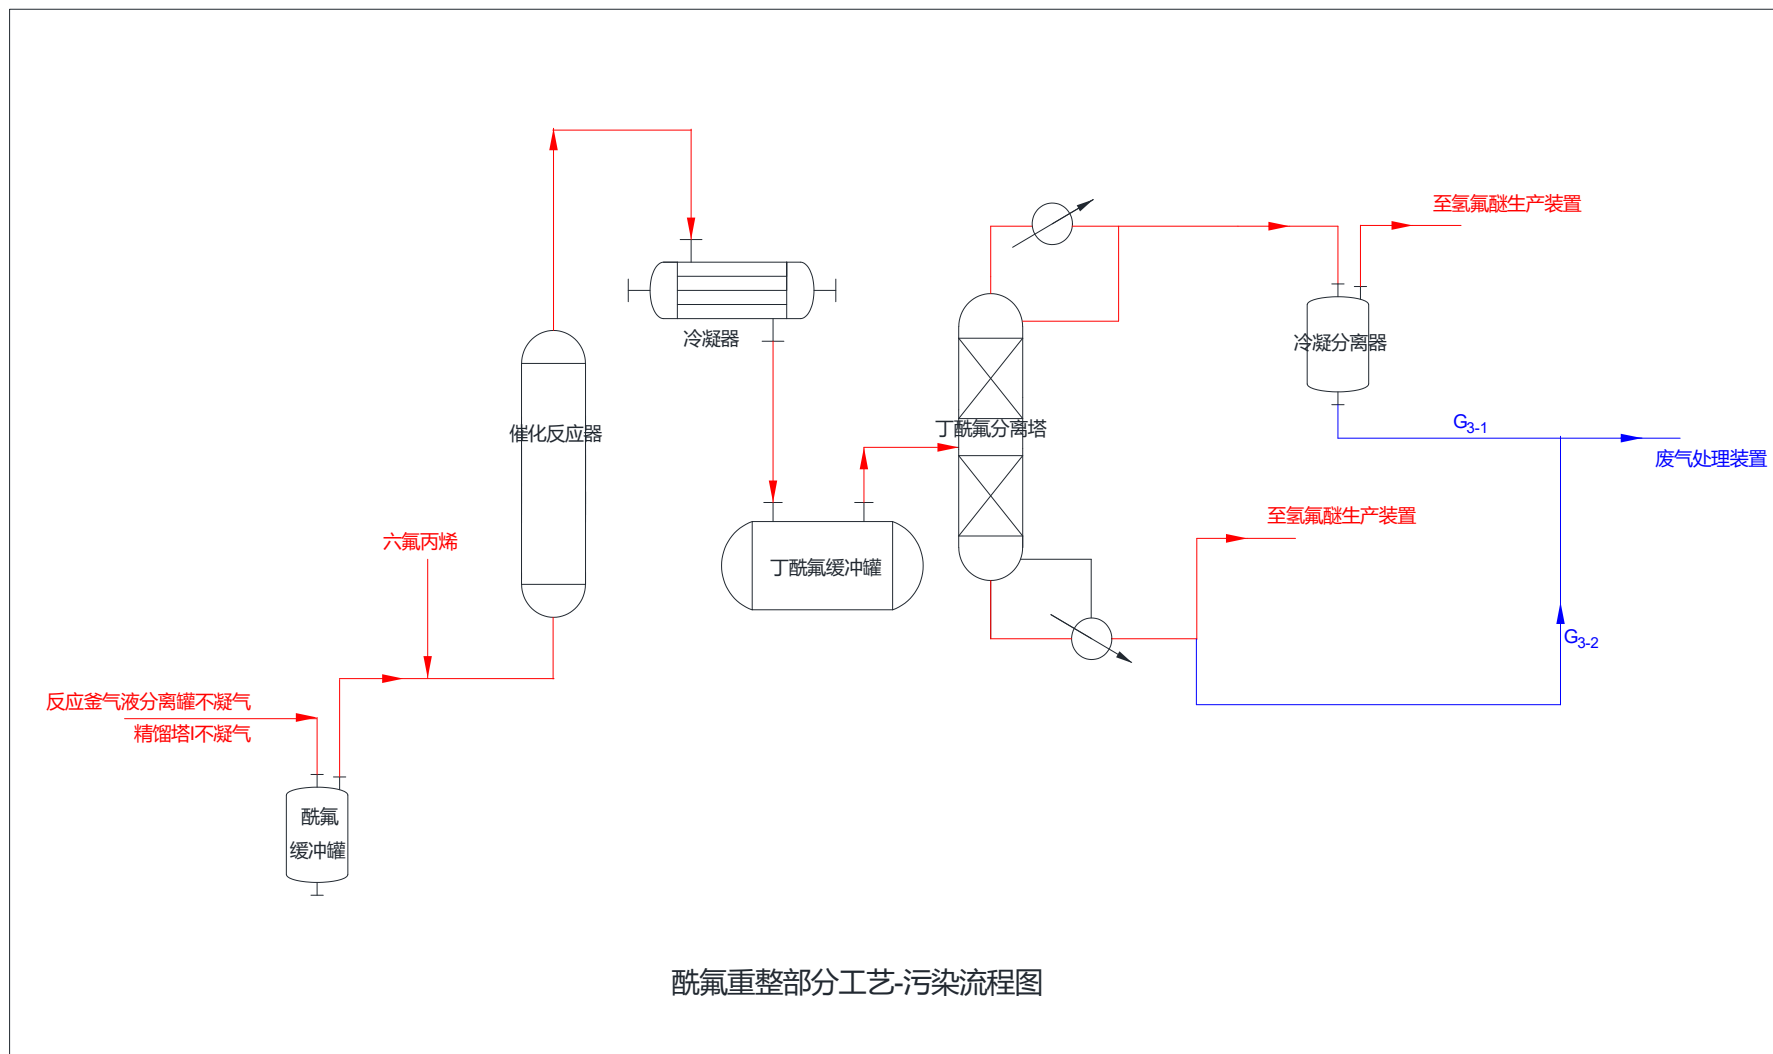 至氢氟醚生产装置
冷凝器
冷凝分离器
催化反应器
丁酰氟分离塔
G3-1
废气处理装置
六氟丙烯
至氢氟醚生产装置
丁酰氟缓冲罐
G3-2
反应釜气液分离罐不凝气
精馏塔I不凝气
酰氟
缓冲罐
酰氟重整部分工艺-污染流程图